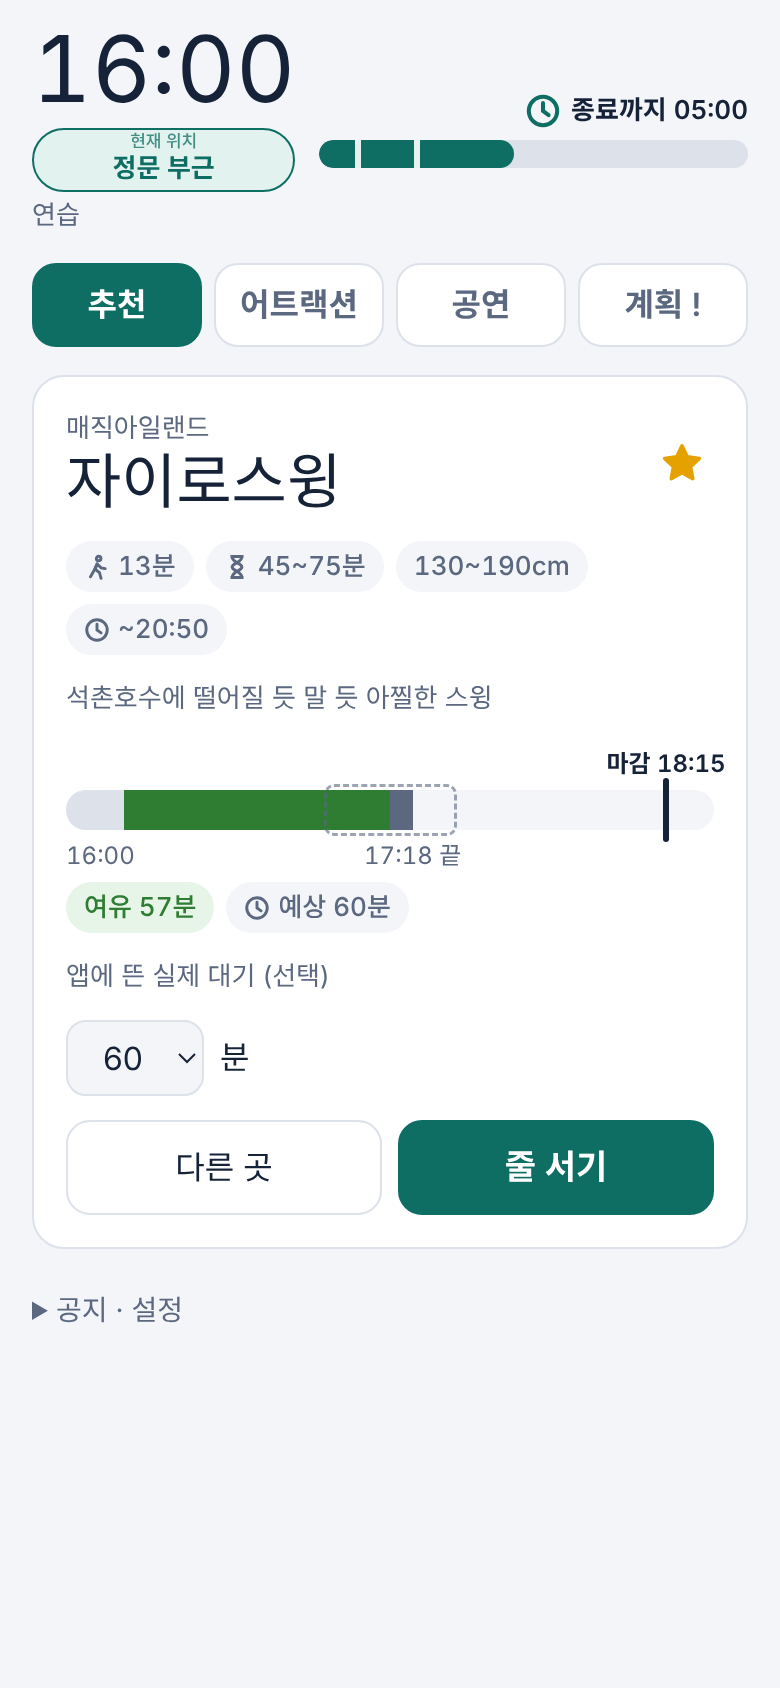 16:00
종료까지 05:00
현재 위치
정문 부근
연습
추천
어트랙션
공연
계획 !
매직아일랜드
자이로스윙
13분
45~75분
130~190cm
~20:50
석촌호수에 떨어질 듯 말 듯 아찔한 스윙
마감 18:15
16:00
17:18 끝
여유 57분
예상 60분
앱에 뜬 실제 대기 (선택)
60 분
다른 곳
줄 서기
공지 · 설정